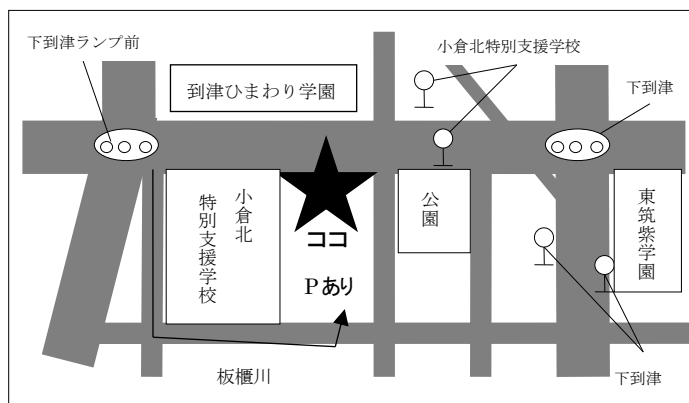 下到津ランプ前
小倉北特別支援学校
到津ひまわり学園
下到津
小倉北
特別支援学校
ココ
Pあり
公園
東筑紫学園
板櫃川
下到津